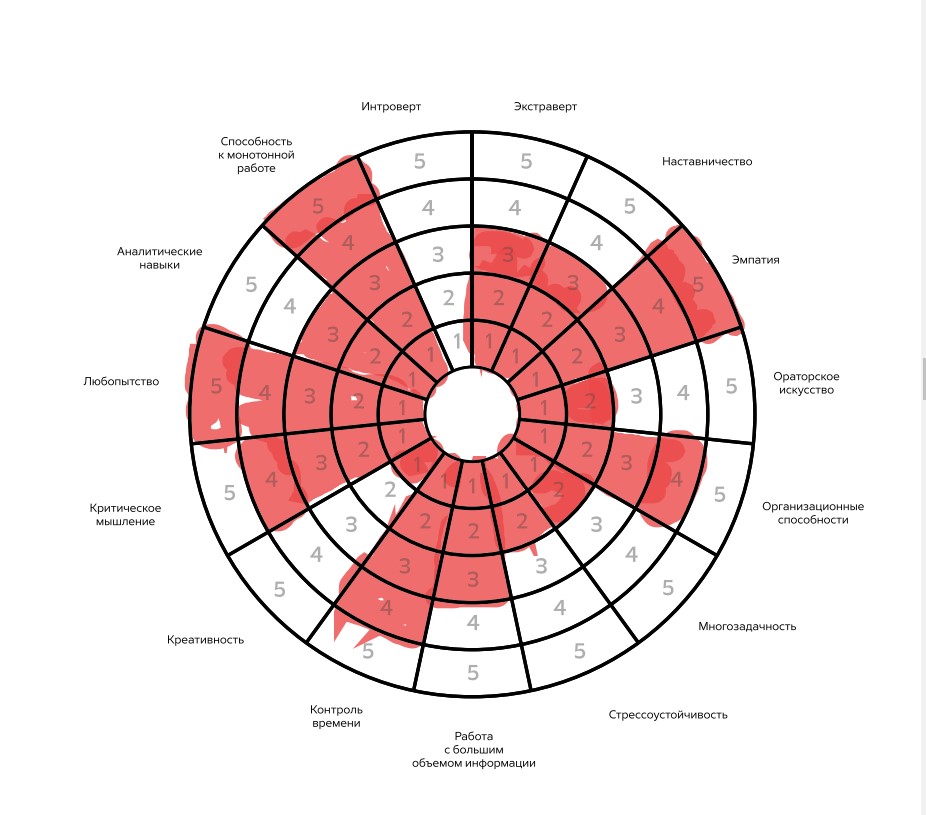 Интроверт
Экстраверт
Способность
к монотонной
работе
Наставничество
Аналитические
навыки
Эмпатия
Любопытство
Ораторское
искусство
Критическое
мышление
Организационные
способности
Креативность
Многозадачность
Контроль
времени
Стрессоустойчивость
Работа
с большим
объемом информации
5 5
5 4 4 5
4 3 3 4
5 4 3 3 2 2 3 4 5
3 2 2 1 1 1 1 2 3
2 1 1 2
5 4 3 2 1 1 2 3 4 5
5 4 3 2 1 1 2 3 4 5
5 4 3 2 1 1 2 3 4 5
5 4 3 2 1 1 1 2 3 4 5
5 4 3 2 1